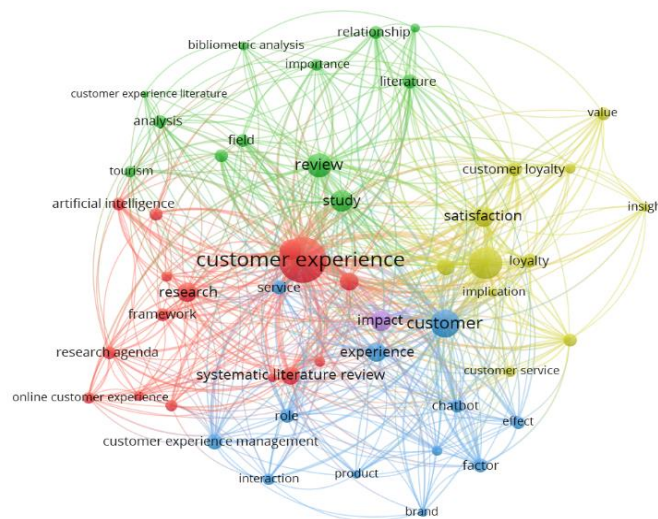 relationship
bibliometric analysis
importance
literature
customer experience literature
analysis
value
field
review
tourism
customer loyalty
artificial intelligence
study
satisfaction
insight
customer experience
loyalty
service
research
implication
framework
impact
customer
research agenda
experience
systematic literature review
customer service
online customer experience
chatbot
role
effect
customer experience management
factor
interaction
product
brand